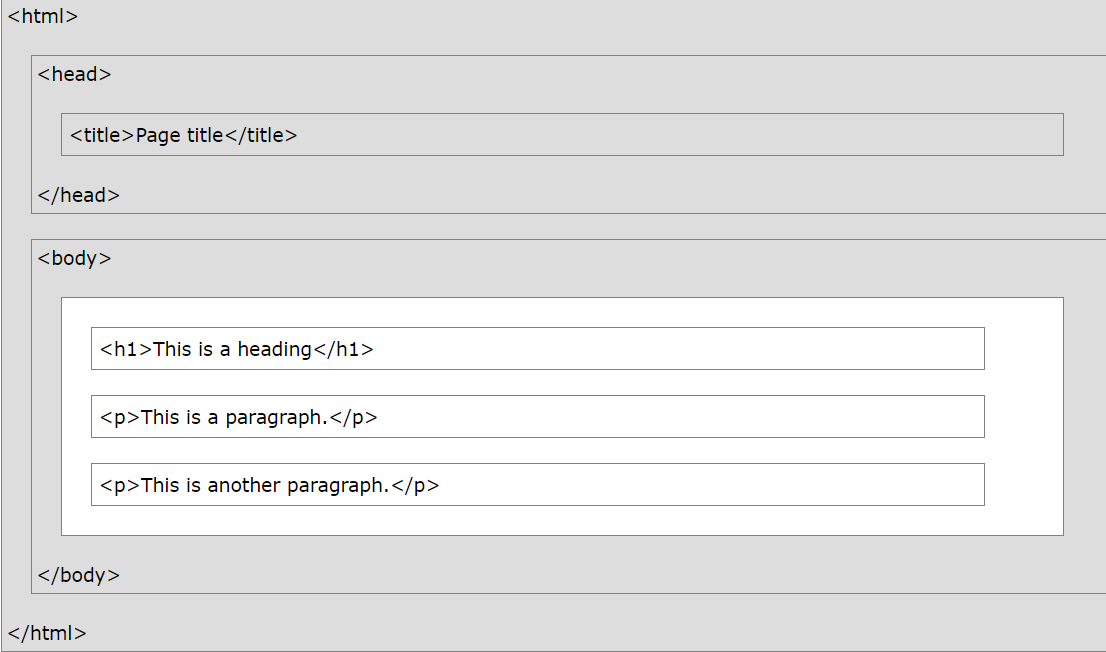 <html>
<head>
<title>Page title</title>
</head>
<body>
<h1>This is a heading</h1>
<p>This is a paragraph.</p>
<p>This is another paragraph.</p>
</body>
</html>